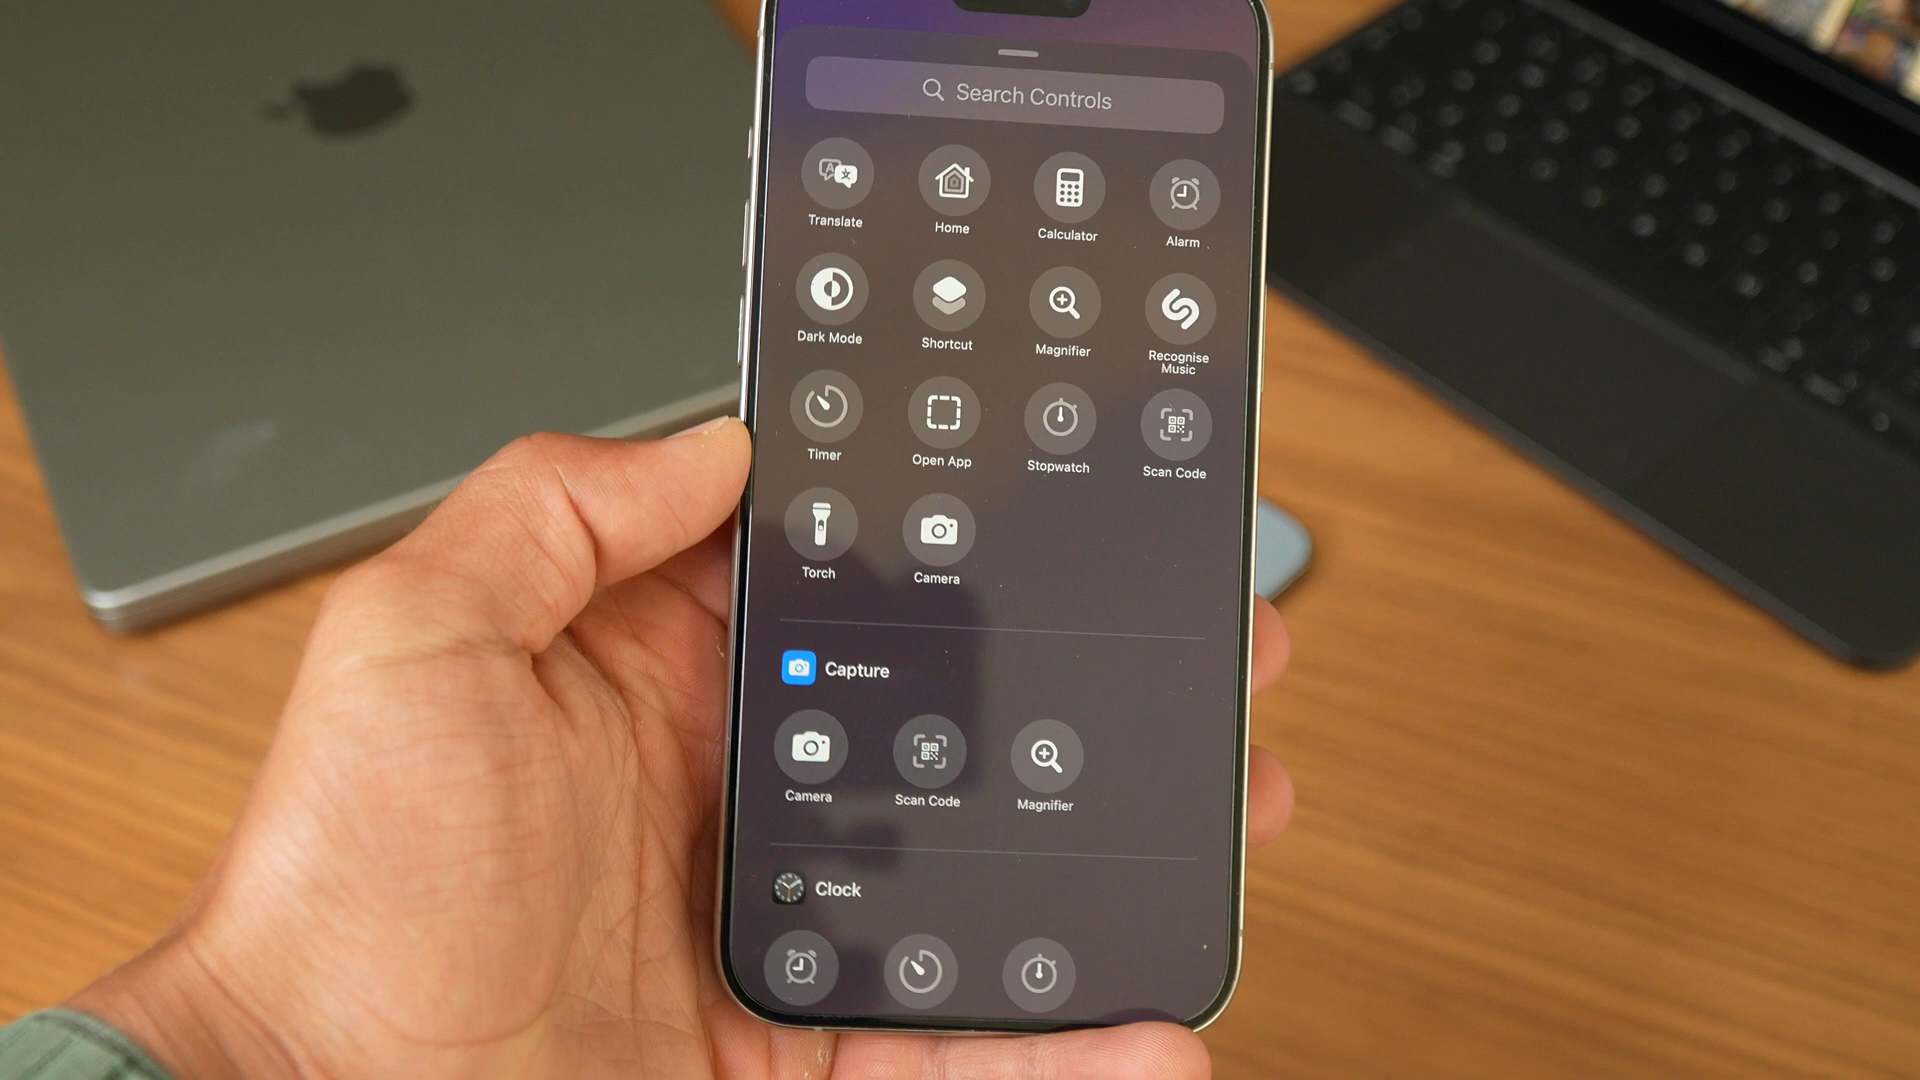 Search Controls
Translate
Home
Calculator
Alarm
Dark Mode
Shortcut
Magnifier
Recognise
Music
Timer
Open App
Stopwatch
Scan Code
Torch
Camera
Capture
Camera
Scan Code
Magnifier
Clock